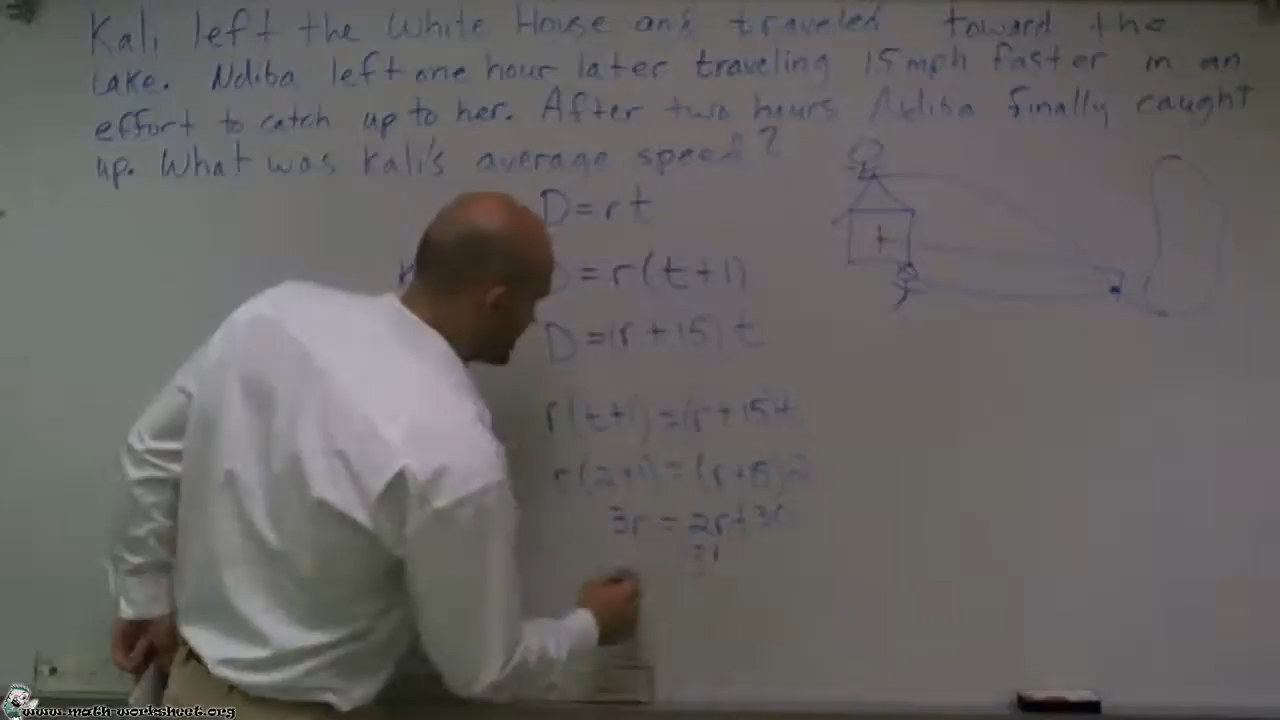 Kali left the White House and traveled toward the
Lake. Ndiba left one hour later traveling 15mph faster in an
effort to catch up to her. After two hours Ndiba finally caught
up. What was Kali's average speed?
D=rt
=r(t+1)
D=(r+15)t
r(t+1)=(r+15)t
r(2+1)=(r+15)2
3r=2r+30
www.math-worksheet.org